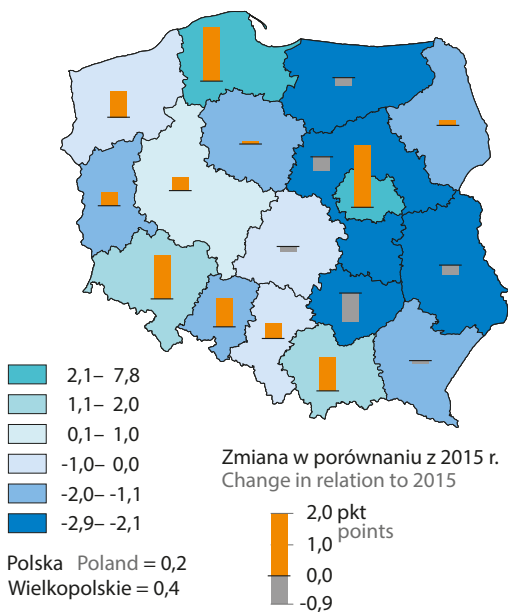 2,1– 7,8
1,1– 2,0
0,1– 1,0
-1,0– 0,0
-2,0– -1,1
-2,9– -2,1
Polska Poland = 0,2
Wielkopolskie = 0,4
Zmiana w porównaniu z 2015 r.
Change in relation to 2015
2,0 pkt
points
1,0
0,0
-0,9